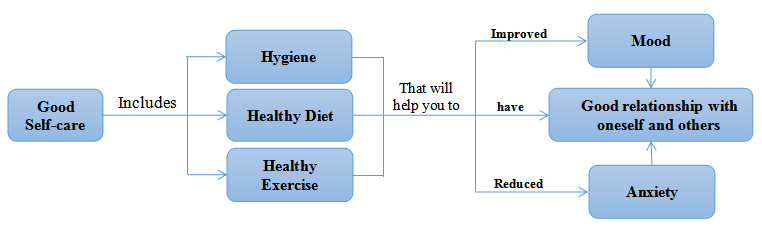 Good
Self-care
Includes
Hygiene
Healthy Diet
Healthy
Exercise
That will
help you to
Improved
have
Reduced
Mood
Good relationship with
oneself and others
Anxiety